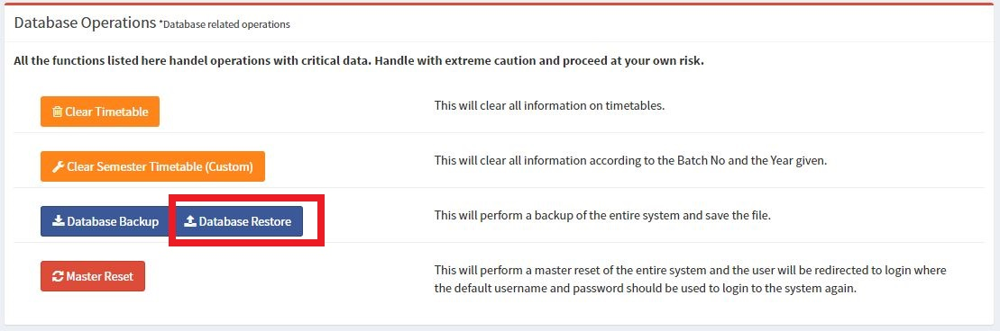 Database Operations *Database related operations
All the functions listed here handel operations with critical data. Handle with extreme caution and proceed at your own risk.
Clear Timetable
This will clear all information on timetables.
Clear Semester Timetable (Custom)
This will clear all information according to the Batch No and the Year given.
Database Backup
Database Restore
This will perform a backup of the entire system and save the file.
Master Reset
This will perform a master reset of the entire system and the user will be redirected to login where
the default username and password should be used to login to the system again.